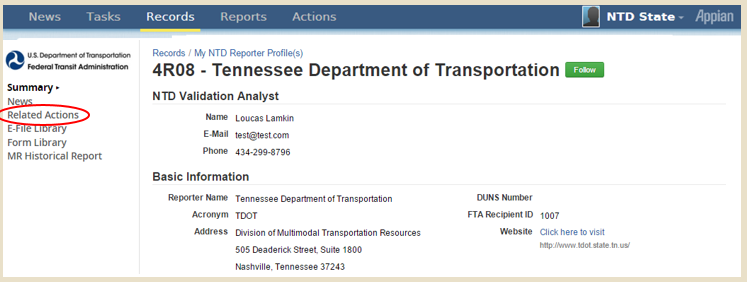 News Tasks Records Reports Actions NTD State Appian
U.S. Department of Transportation
Federal Transit Administration
Summary
News
Related Actions
E-File Library
Form Library
MR Historical Report
Records / My NTD Reporter Profile(s)
4R08 - Tennessee Department of Transportation Follow
NTD Validation Analyst
Name Loucas Lamkin
E-Mail test@test.com
Phone 434-299-8796
Basic Information
Reporter Name Tennessee Department of Transportation
Acronym TDOT
Address Division of Multimodal Transportation Resources
505 Deaderick Street, Suite 1800
Nashville, Tennessee 37243
DUNS Number
FTA Recipient ID 1007
Website Click here to visit
http://www.tdot.state.tn.us/